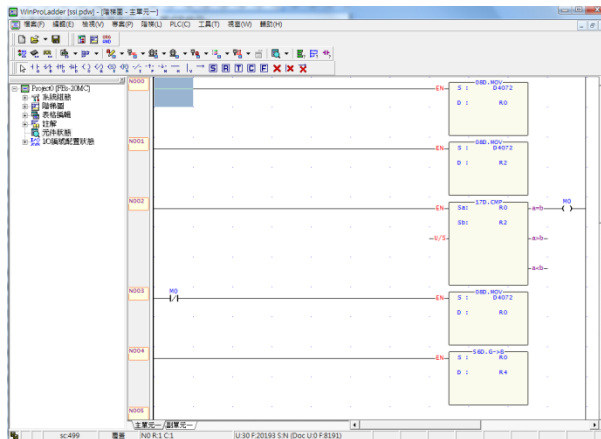 WinProLadder [ssi.pdw] - [階梯圖 - 主單元一]
檔案(F) 編輯(E) 檢視(V) 專案(P) 階梯(L) PLC(C) 工具(T) 視窗(W) 輔助(H)
S R T C F
Project0 [FBs-20MC]
系統組態
階梯圖
表格編輯
註解
元件狀態
I/O編號配置狀態
N000
08D.MOV
EN S : D4072
D : R0
N001
08D.MOV
EN S : D4072
D : R2
N002
17D.CMP
EN Sa: R0 a=b M0
Sb: R2
U/S a>b
a<b
N003
M0
08D.MOV
EN S : D4072
D : R0
N004
56D.G->B
EN S : R0
D : R4
N005
主單元一 副單元一
sc:499 覆蓋 N0 R:1 C:1 U:30 F:20193 S:N (Doc U:0 F:8191)